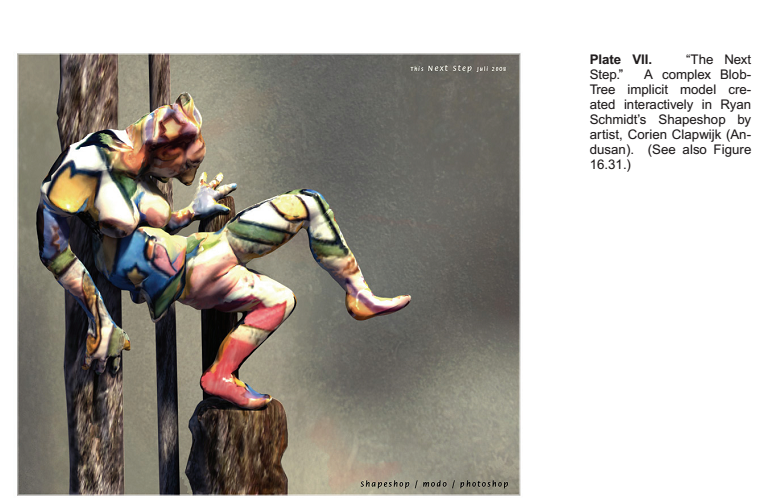 This Next Step juli 2008
Plate VII. "The Next
Step." A complex Blob-
Tree implicit model cre-
ated interactively in Ryan
Schmidt's Shapeshop by
artist, Corien Clapwijk (An-
dusan). (See also Figure
16.31.)
Shapeshop / modo / photoshop